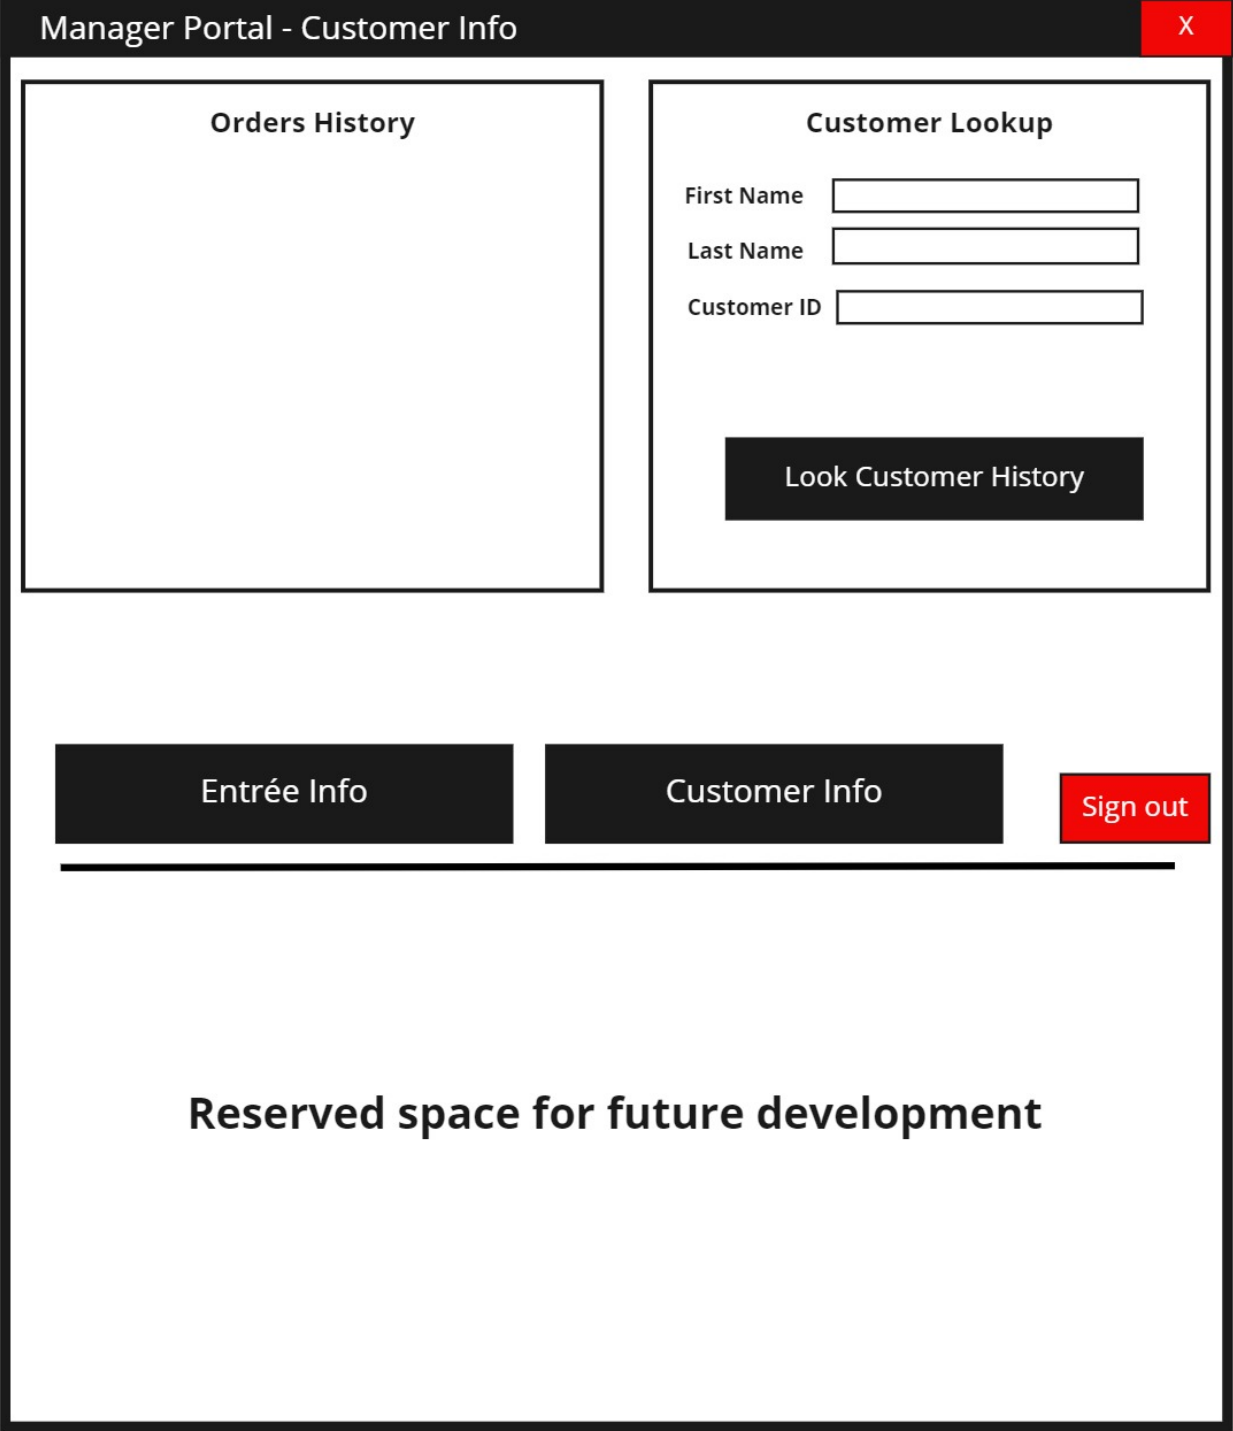 Manager Portal - Customer Info
X
Orders History
Customer Lookup
First Name
Last Name
Customer ID
Look Customer History
Entrée Info
Customer Info
Sign out
Reserved space for future development